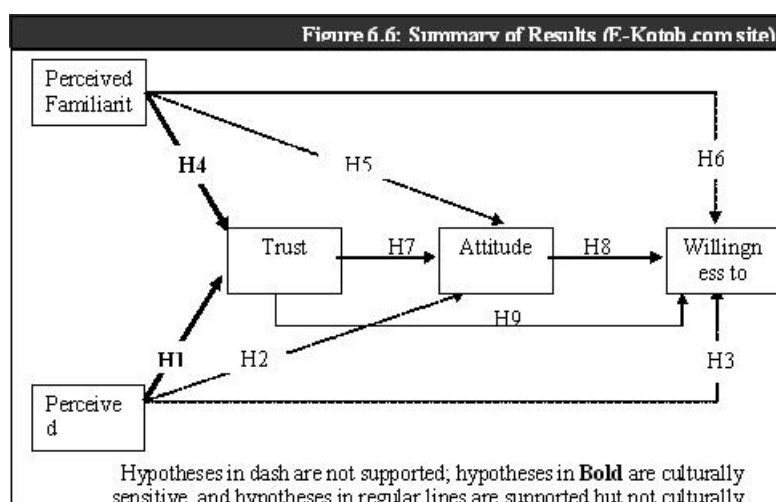 Figure 6.6: Summary of Results (E-Kotob.com site)
Perceived
Familiarit
H4
H5
H6
Trust
H7
Attitude
H8
Willingn
ess to
H9
H1
H2
H3
Perceive
d
Hypotheses in dash are not supported; hypotheses in Bold are culturally
sensitive, and hypotheses in regular lines are supported but not culturally